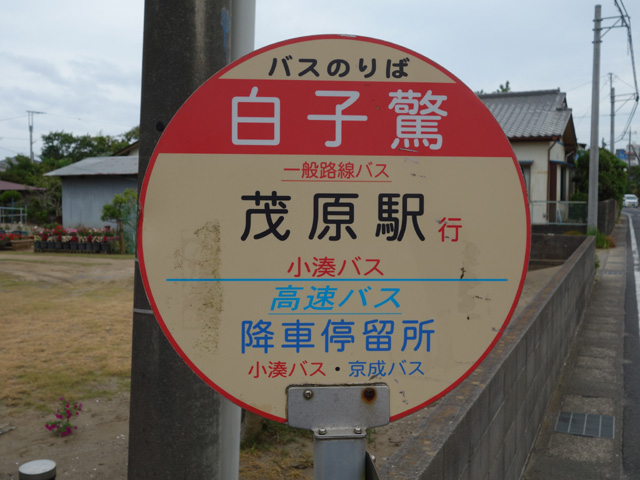 バスのりば
白子驚
一般路線バス
茂原駅行
小湊バス
高速バス
降車停留所
小湊バス・京成バス